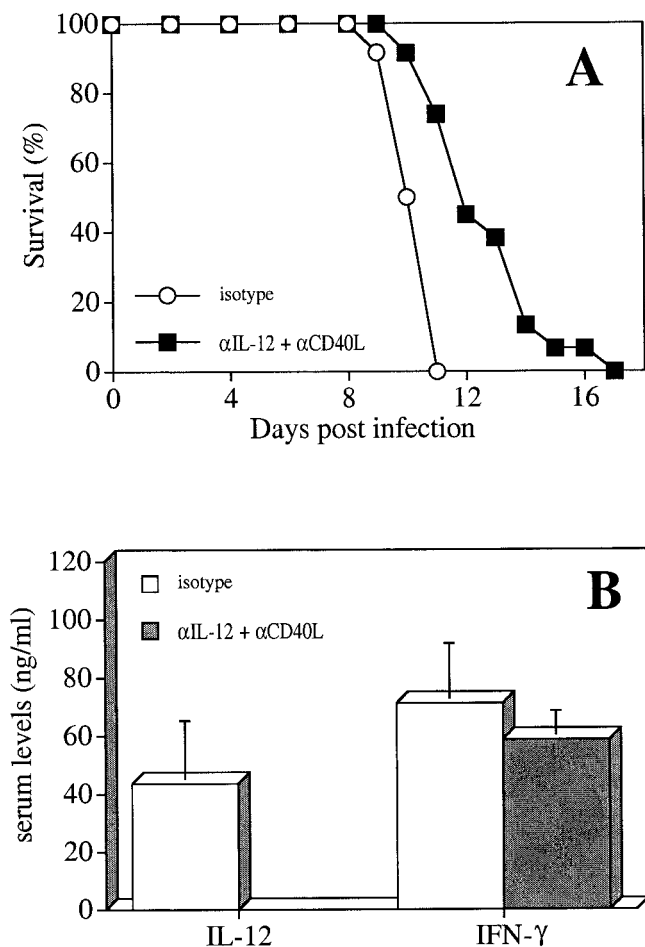 A
Survival (%)
100
80
60
40
20
0
isotype
αIL-12 + αCD40L
0 4 8 12 16
Days post infection
B
serum levels (ng/ml)
120
100
80
60
40
20
0
isotype
αIL-12 + αCD40L
IL-12 IFN-γ